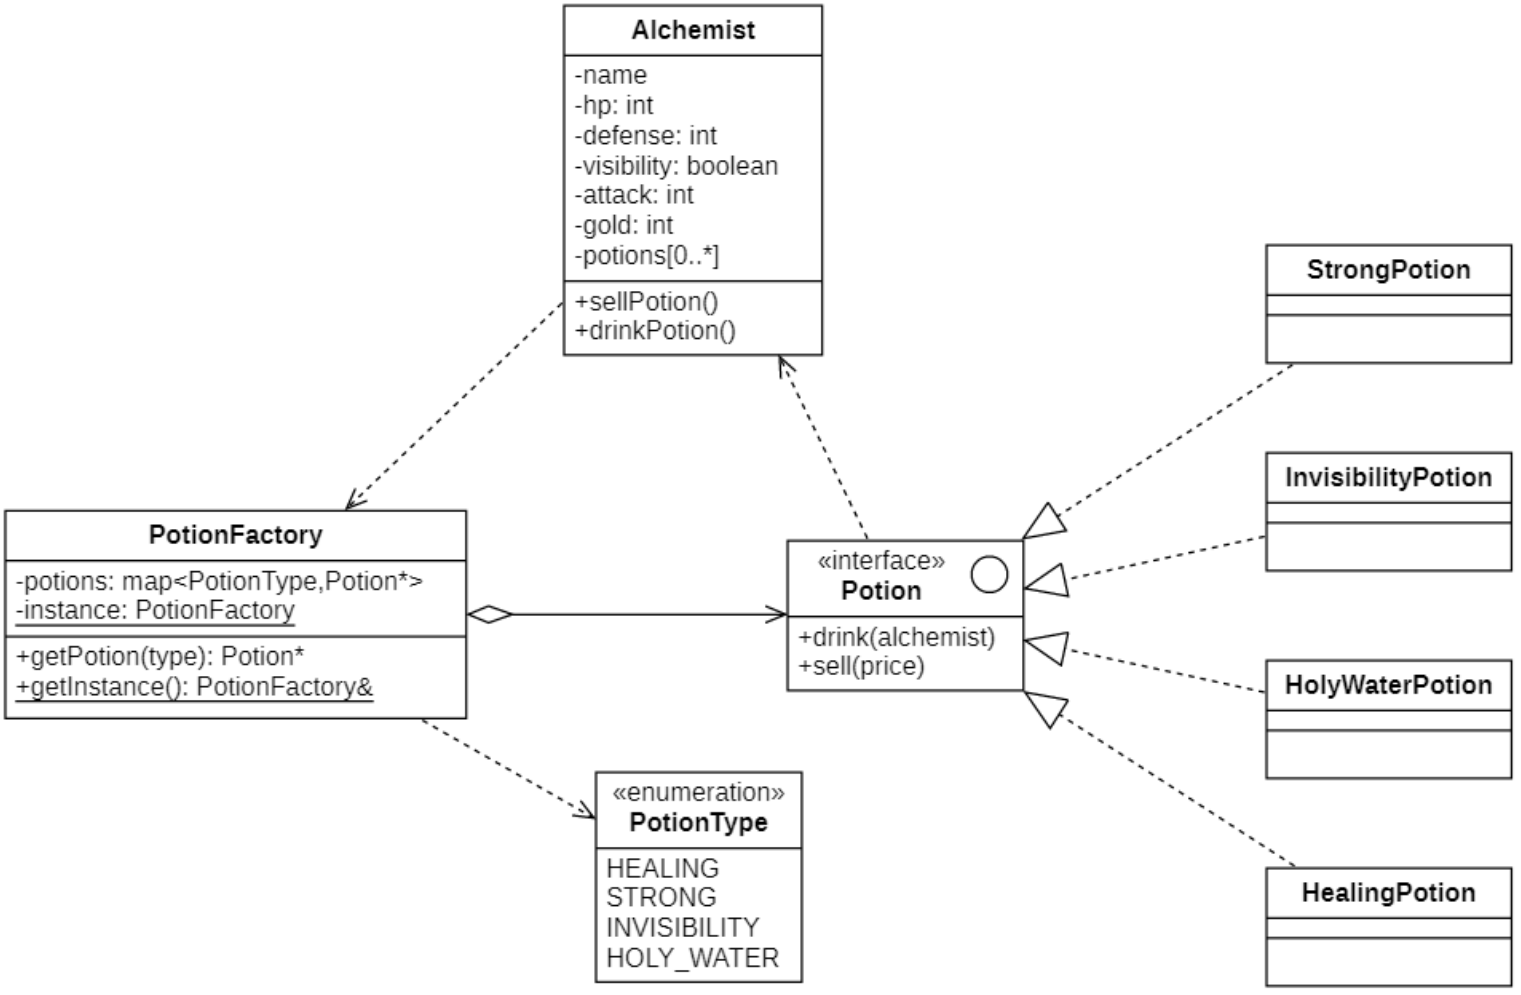 Alchemist
-name
-hp: int
-defense: int
-visibility: boolean
-attack: int
-gold: int
-potions[0..*]
+sellPotion()
+drinkPotion()
PotionFactory
-potions: map<PotionType,Potion*>
-instance: PotionFactory
+getPotion(type): Potion*
+getInstance(): PotionFactory&
«interface»
Potion
+drink(alchemist)
+sell(price)
«enumeration»
PotionType
HEALING
STRONG
INVISIBILITY
HOLY_WATER
StrongPotion
InvisibilityPotion
HolyWaterPotion
HealingPotion